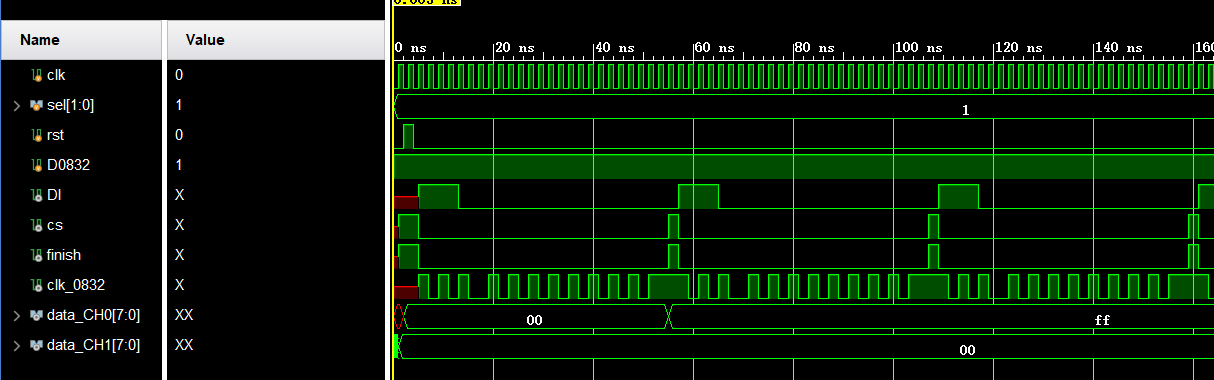 0.003 ns
Name Value
0 ns 20 ns 40 ns 60 ns 80 ns 100 ns 120 ns 140 ns 160
clk 0
sel[1:0] 1 1
rst 0
D0832 1
DI X
cs X
finish X
clk_0832 X
data_CH0[7:0] XX 00 ff
data_CH1[7:0] XX 00